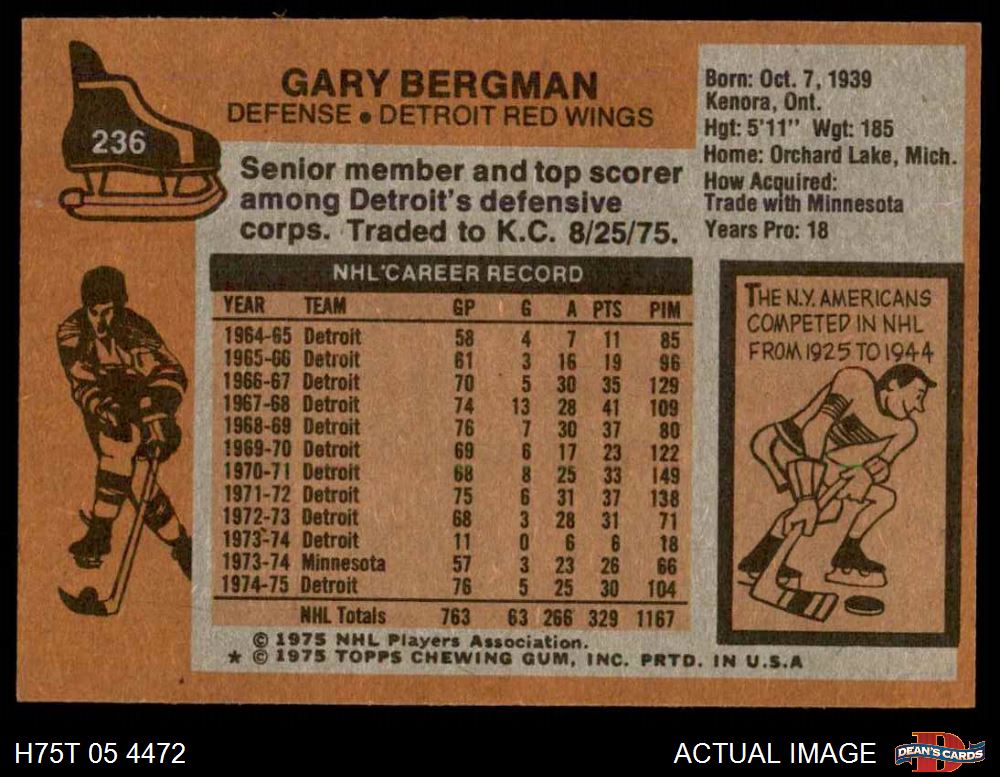 236
GARY BERGMAN
DEFENSE • DETROIT RED WINGS
Senior member and top scorer
among Detroit's defensive
corps. Traded to K.C. 8/25/75.
Born: Oct. 7, 1939
Kenora, Ont.
Hgt: 5'11" Wgt: 185
Home: Orchard Lake, Mich.
How Acquired:
Trade with Minnesota
Years Pro: 18
NHL CAREER RECORD
YEAR TEAM GP G A PTS PIM
1964-65 Detroit 58 4 7 11 85
1965-66 Detroit 61 3 16 19 96
1966-67 Detroit 70 5 30 35 129
1967-68 Detroit 74 13 28 41 109
1968-69 Detroit 76 7 30 37 80
1969-70 Detroit 69 6 17 23 122
1970-71 Detroit 68 8 25 33 149
1971-72 Detroit 75 6 31 37 138
1972-73 Detroit 68 3 28 31 71
1973-74 Detroit 11 0 6 6 18
1973-74 Minnesota 57 3 23 26 66
1974-75 Detroit 76 5 25 30 104
NHL Totals 763 63 266 329 1167
© 1975 NHL Players Association.
★ © 1975 TOPPS CHEWING GUM, INC. PRTD. IN U.S.A
THE N.Y. AMERICANS
COMPETED IN NHL
FROM 1925 TO 1944
H75T 05 4472
ACTUAL IMAGE
D
DEAN'S CARDS